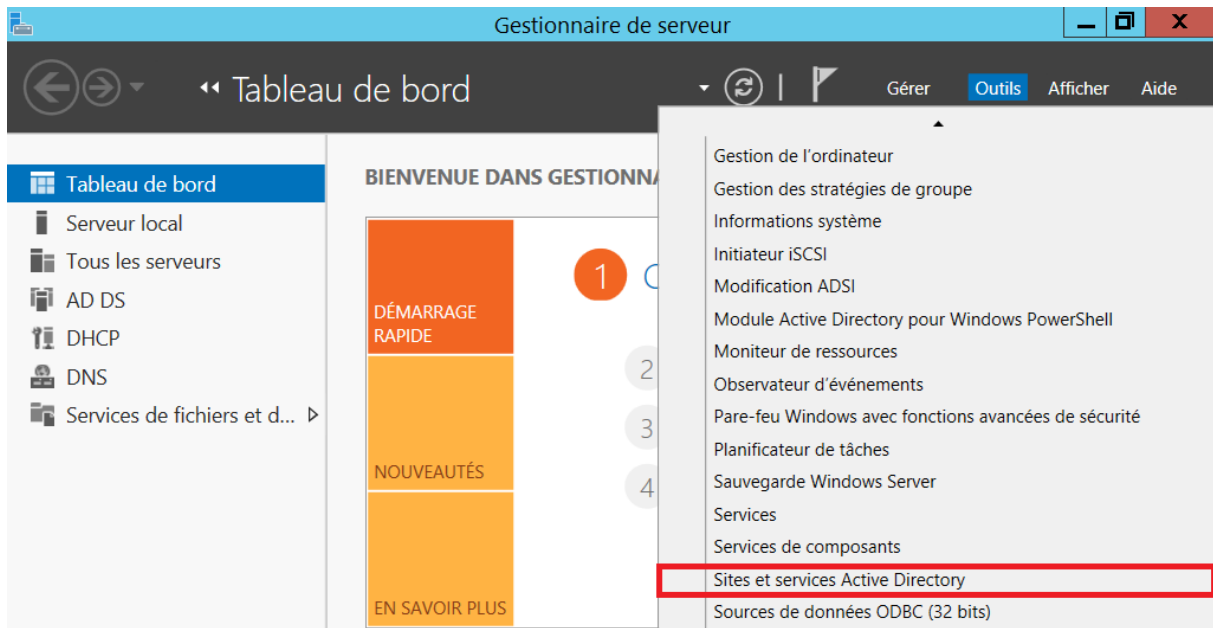 Gestionnaire de serveur
Tableau de bord
Gérer Outils Afficher Aide
Tableau de bord
Serveur local
Tous les serveurs
AD DS
DHCP
DNS
Services de fichiers et d...
BIENVENUE DANS
DÉMARRAGE
RAPIDE
NOUVEAUTÉS
EN SAVOIR PLUS
1
2
3
4
Gestion de l'ordinateur
Gestion des stratégies de groupe
Informations système
Initiateur iSCSI
Modification ADSI
Module Active Directory pour Windows PowerShell
Moniteur de ressources
Observateur d'événements
Pare-feu Windows avec fonctions avancées de sécurité
Planificateur de tâches
Sauvegarde Windows Server
Services
Services de composants
Sites et services Active Directory
Sources de données ODBC (32 bits)